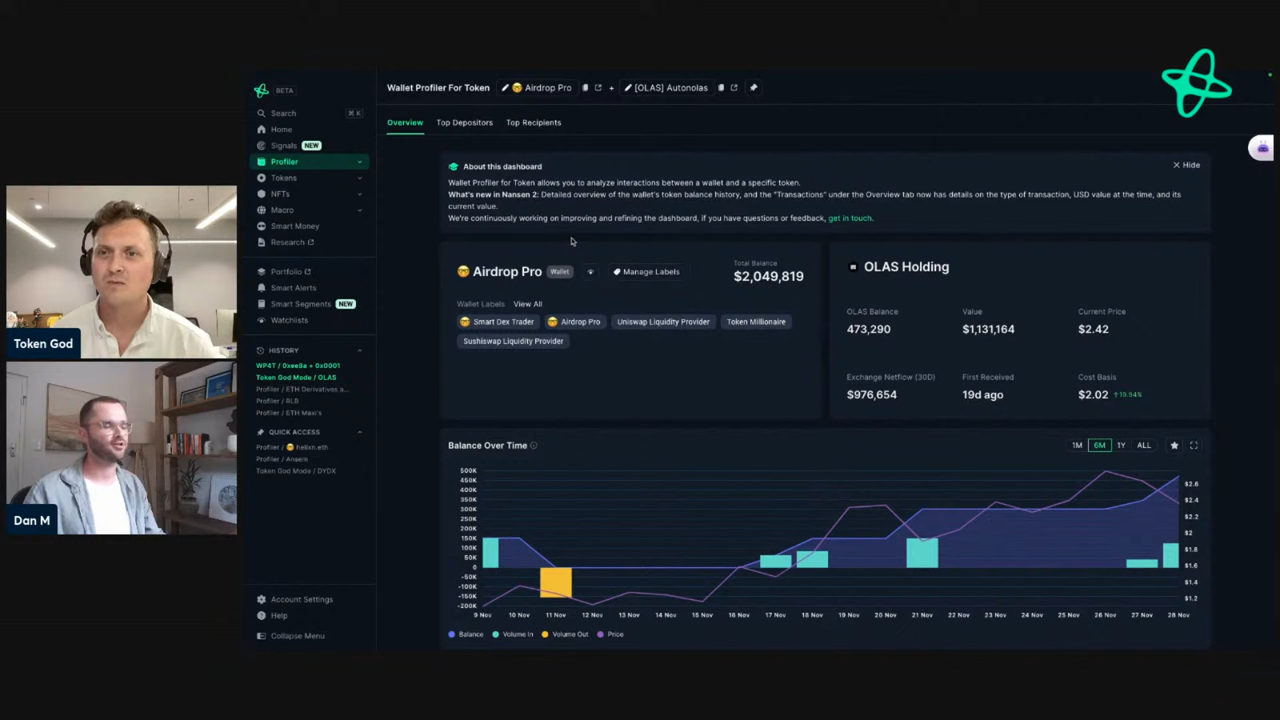 BETA
Search
⌘ K
Home
Signals NEW
Profiler
Tokens
NFTs
Macro
Smart Money
Research
Portfolio
Smart Alerts
Smart Segments NEW
Watchlists
HISTORY
WP4T / 0xee8a + 0x0001
Token God Mode / OLAS
Profiler / ETH Derivatives a...
Profiler / RLB
Profiler / ETH Maxi's
QUICK ACCESS
Profiler / helixn.eth
Profiler / Ansem
Token God Mode / DYDX
Account Settings
Help
Collapse Menu
Token God
Dan M
Wallet Profiler For Token Airdrop Pro + [OLAS] Autonolas
Overview Top Depositors Top Recipients
About this dashboard
Hide
Wallet Profiler for Token allows you to analyze interactions between a wallet and a specific token.
What's new in Nansen 2: Detailed overview of the wallet's token balance history, and the "Transactions" under the Overview tab now has details on the type of transaction, USD value at the time, and its
current value.
We're continuously working on improving and refining the dashboard, if you have questions or feedback, get in touch.
Airdrop Pro Wallet Manage Labels
Total Balance
$2,049,819
Wallet Labels View All
Smart Dex Trader Airdrop Pro Uniswap Liquidity Provider Token Millionaire
Sushiswap Liquidity Provider
OLAS Holding
OLAS Balance Value Current Price
473,290 $1,131,164 $2.42
Exchange Netflow (30D) First Received Cost Basis
$976,654 19d ago $2.02 ↑19.94%
Balance Over Time
1M 6M 1Y ALL
500K
450K
400K
350K
300K
250K
200K
150K
100K
50K
0
-50K
-100K
-150K
-200K
$2.6
$2.4
$2.2
$2
$1.8
$1.6
$1.4
$1.2
9 Nov 10 Nov 11 Nov 12 Nov 13 Nov 14 Nov 15 Nov 16 Nov 17 Nov 18 Nov 19 Nov 20 Nov 21 Nov 22 Nov 23 Nov 24 Nov 25 Nov 26 Nov 27 Nov 28 Nov
Balance Volume In Volume Out Price